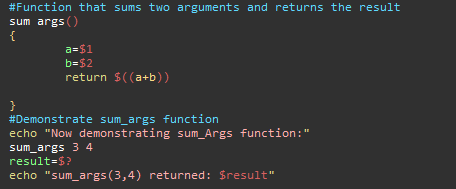 #Function that sums two arguments and returns the result
sum args()
{
        a=$1
        b=$2
        return $((a+b))

}
#Demonstrate sum_args function
echo "Now demonstrating sum_Args function:"
sum_args 3 4
result=$?
echo "sum_args(3,4) returned: $result"